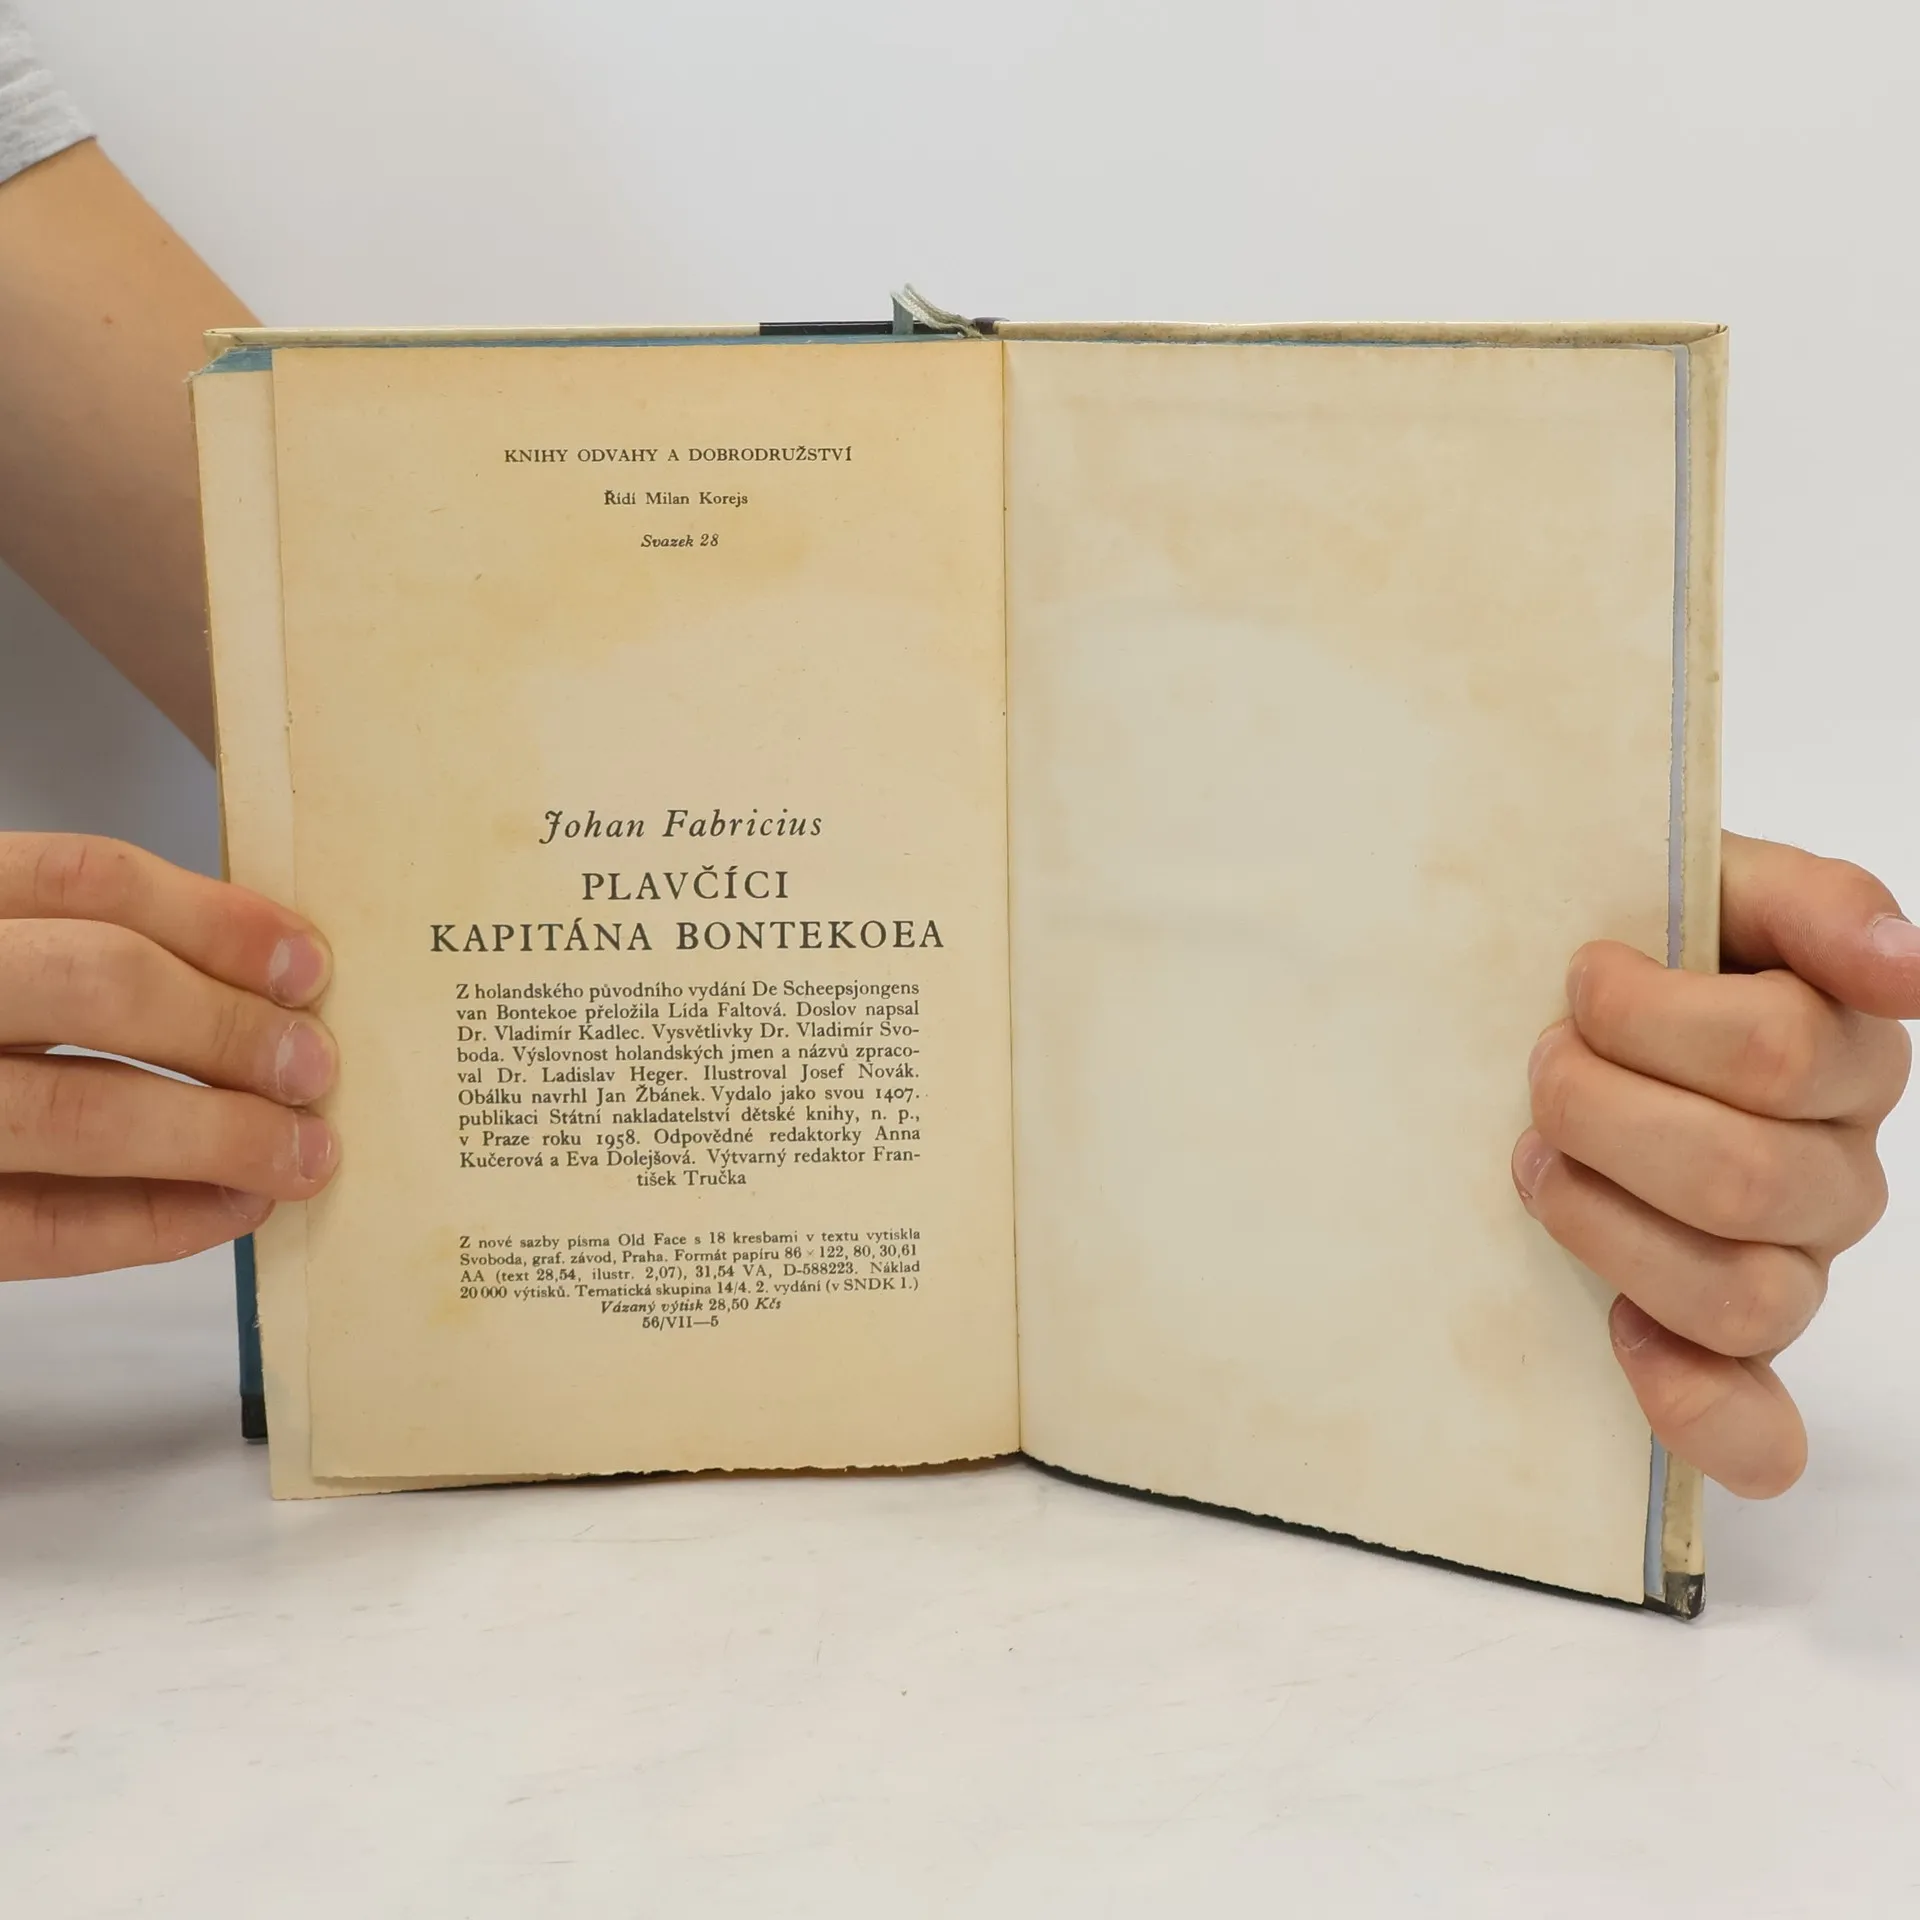 KNIHY ODVAHY A DOBRODRUŽSTVÍ
Řídí Milan Korejs
Svazek 28
Johan Fabricius
PLAVČÍCI
KAPITÁNA BONTEKOEA
Z holandského původního vydání De Scheepsjongens
van Bontekoe přeložila Lída Faltová. Doslov napsal
Dr. Vladimír Kadlec. Vysvětlivky Dr. Vladimír Svo-
boda. Výslovnost holandských jmen a názvů zpraco-
val Dr. Ladislav Heger. Ilustroval Josef Novák.
Obálku navrhl Jan Žbánek. Vydalo jako svou 1407.
publikaci Státní nakladatelství dětské knihy, n. p.,
v Praze roku 1958. Odpovědné redaktorky Anna
Kučerová a Eva Dolejšová. Výtvarný redaktor Fran-
tišek Tručka
Z nové sazby písma Old Face s 18 kresbami v textu vytiskla
Svoboda, graf. závod, Praha. Formát papíru 86 × 122, 80, 30,61
AA (text 28,54, ilustr. 2,07), 31,54 VA, D-588223. Náklad
20 000 výtisků. Tematická skupina 14/4. 2. vydání (v SNDK 1.)
Vázaný výtisk 28,50 Kčs
56/VII—5